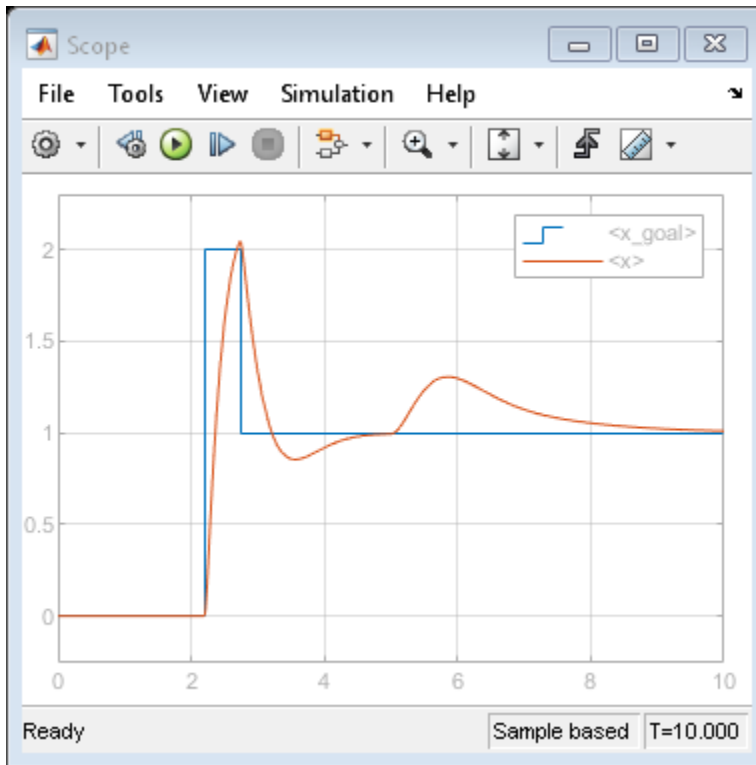 Scope
File Tools View Simulation Help
<x_goal>
<x>
2
1.5
1
0.5
0
0 2 4 6 8 10
Ready Sample based T=10.000